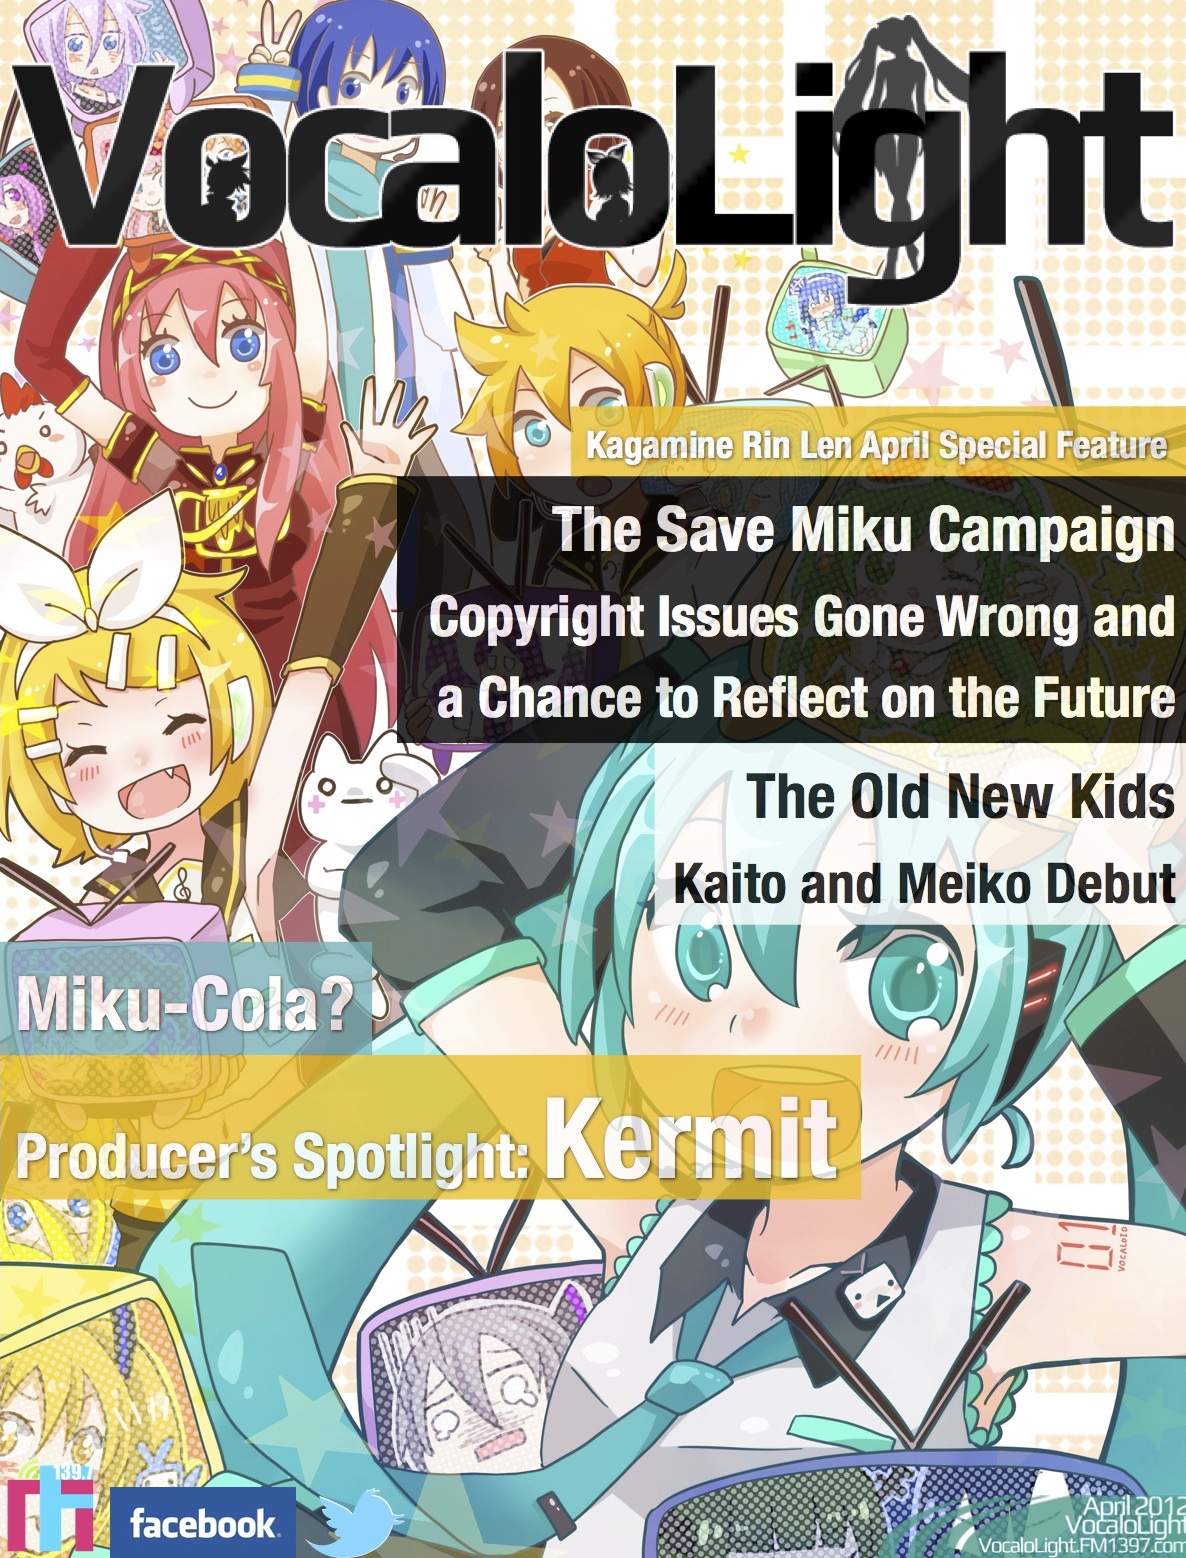 VocaloLight
Kagamine Rin Len April Special Feature
The Save Miku Campaign
Copyright Issues Gone Wrong and
a Chance to Reflect on the Future
The Old New Kids
Kaito and Meiko Debut
Miku-Cola?
Producer's Spotlight: Kermit
01
VOCALOID
1397
facebook
April 2012
VocaloLight
VocaloLight.FM1397.com